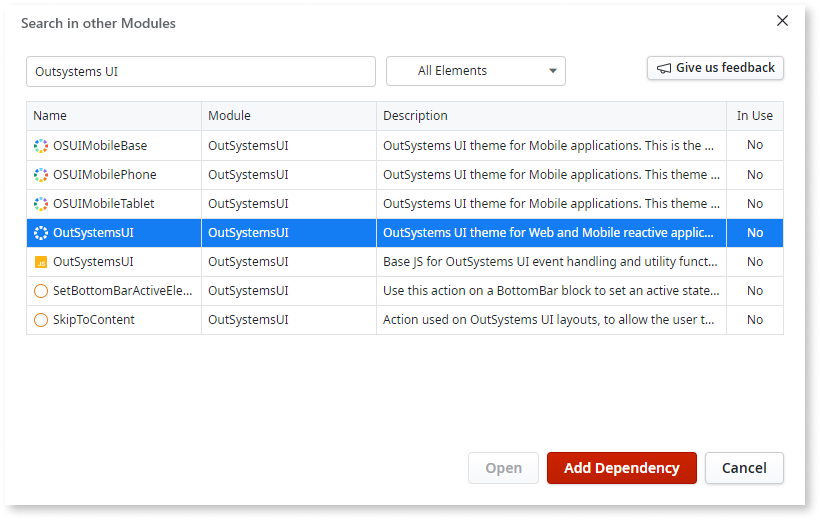 Search in other Modules
Outsystems UI All Elements Give us feedback
Name Module Description In Use
OSUIMobileBase OutSystemsUI OutSystems UI theme for Mobile applications. This is the ... No
OSUIMobilePhone OutSystemsUI OutSystems UI theme for Mobile applications. This theme ... No
OSUIMobileTablet OutSystemsUI OutSystems UI theme for Mobile applications. This theme ... No
OutSystemsUI OutSystemsUI OutSystems UI theme for Web and Mobile reactive applic... No
JS OutSystemsUI OutSystemsUI Base JS for OutSystems UI event handling and utility funct... No
SetBottomBarActiveEle... OutSystemsUI Use this action on a BottomBar block to set an active state... No
SkipToContent OutSystemsUI Action used on OutSystems UI layouts, to allow the user t... No
Open Add Dependency Cancel